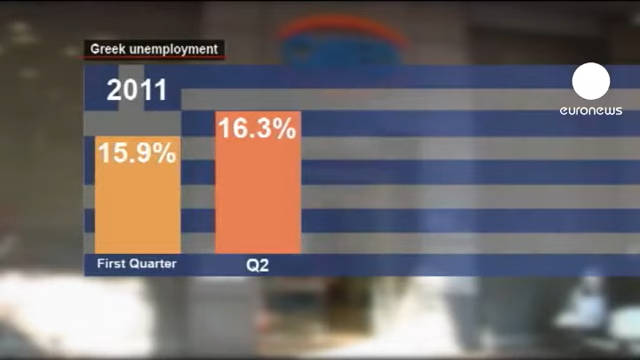 Greek unemployment
2011
euronews
15.9%
16.3%
First Quarter
Q2